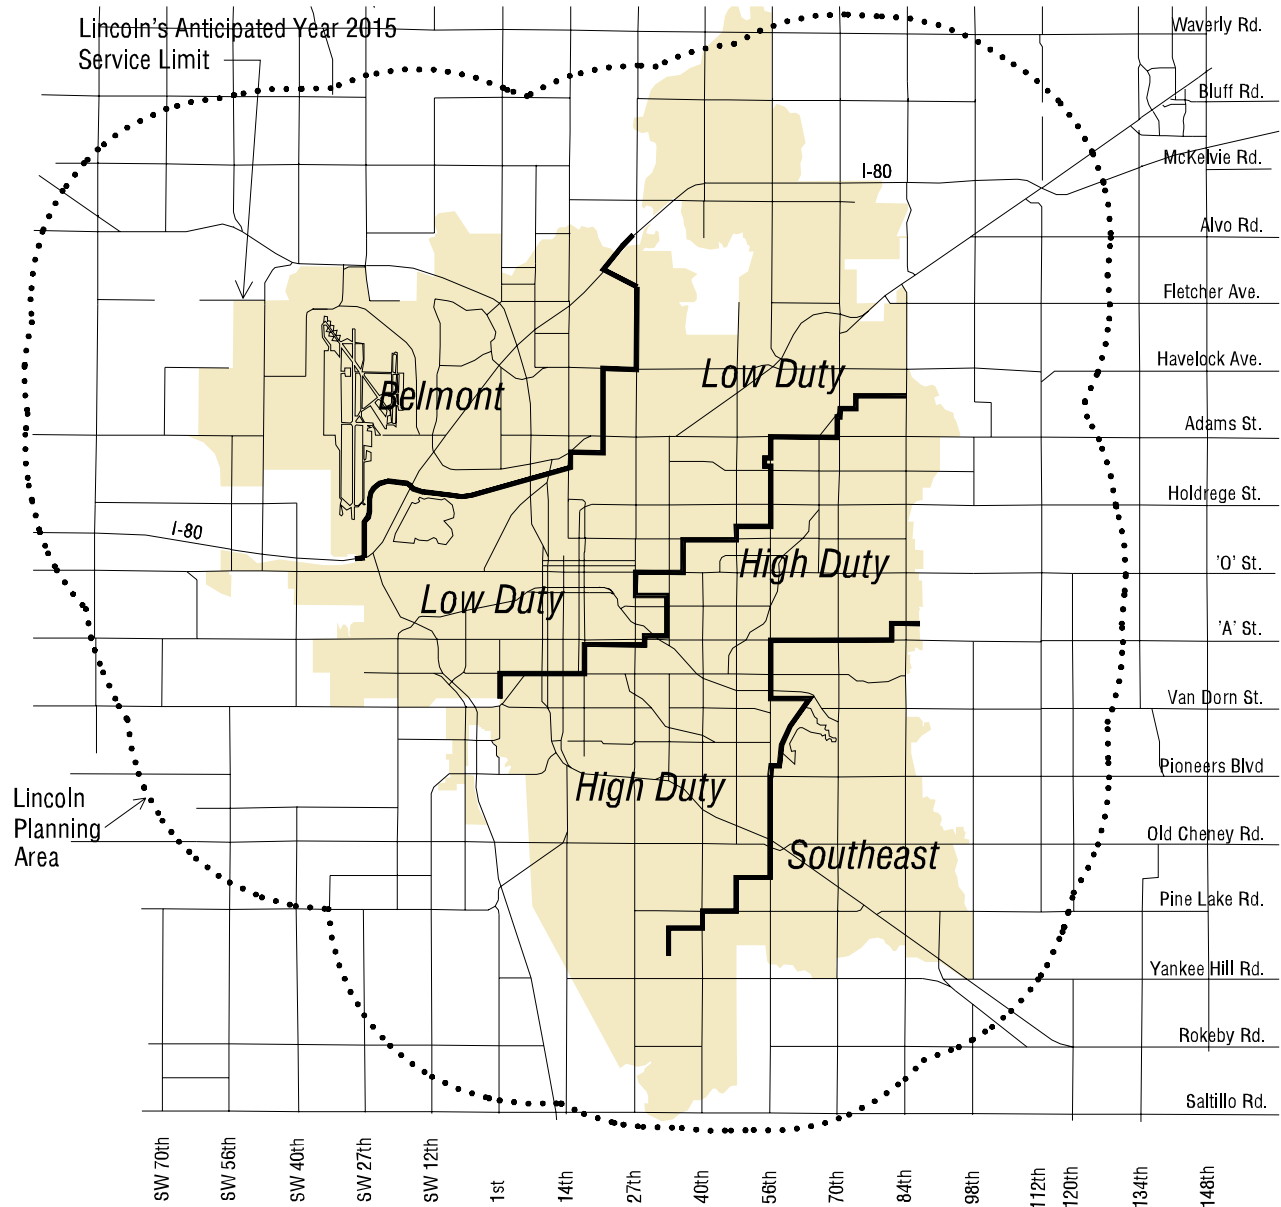 Lincoln's Anticipated Year 2015
Service Limit
Waverly Rd.
Bluff Rd.
McKelvie Rd.
I-80
Alvo Rd.
Fletcher Ave.
Havelock Ave.
Low Duty
Belmont
Adams St.
Holdrege St.
I-80
'O' St.
High Duty
Low Duty
'A' St.
Van Dorn St.
Pioneers Blvd
High Duty
Lincoln
Planning
Area
Old Cheney Rd.
Southeast
Pine Lake Rd.
Yankee Hill Rd.
Rokeby Rd.
Saltillo Rd.
SW 70th
SW 56th
SW 40th
SW 27th
SW 12th
1st
14th
27th
40th
56th
70th
84th
98th
112th
120th
134th
148th